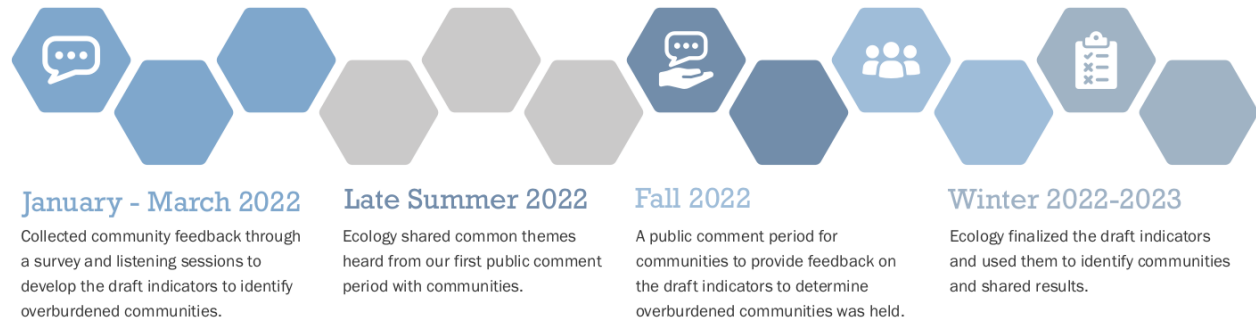 January - March 2022
Collected community feedback through
a survey and listening sessions to
develop the draft indicators to identify
overburdened communities.
Late Summer 2022
Ecology shared common themes
heard from our first public comment
period with communities.
Fall 2022
A public comment period for
communities to provide feedback on
the draft indicators to determine
overburdened communities was held.
Winter 2022-2023
Ecology finalized the draft indicators
and used them to identify communities
and shared results.